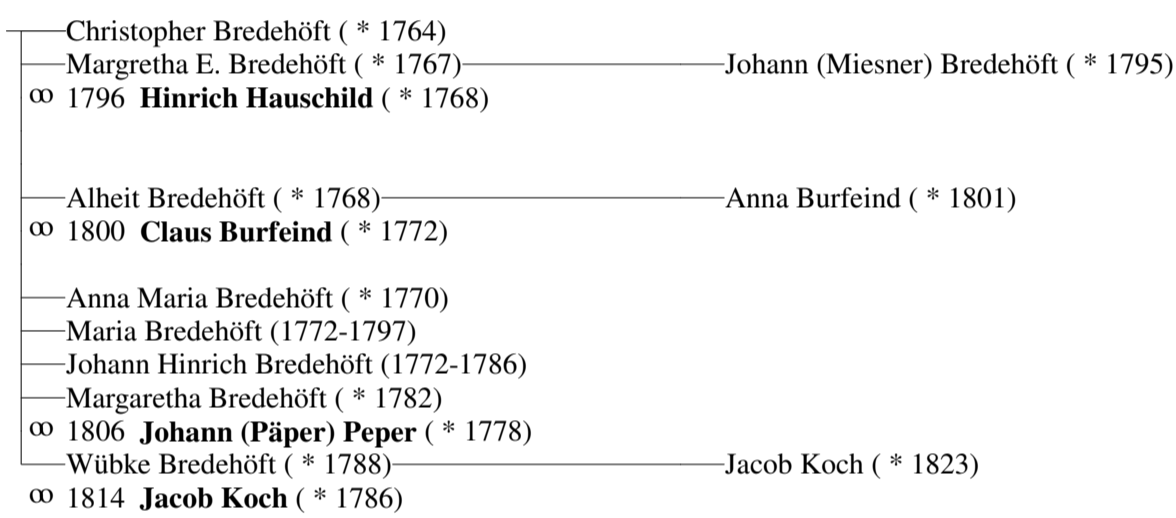 Christopher Bredehöft ( * 1764)
Margretha E. Bredehöft ( * 1767) Johann (Miesner) Bredehöft ( * 1795)
∞ 1796 Hinrich Hauschild ( * 1768)
Alheit Bredehöft ( * 1768) Anna Burfeind ( * 1801)
∞ 1800 Claus Burfeind ( * 1772)
Anna Maria Bredehöft ( * 1770)
Maria Bredehöft (1772-1797)
Johann Hinrich Bredehöft (1772-1786)
Margaretha Bredehöft ( * 1782)
∞ 1806 Johann (Päper) Peper ( * 1778)
Wübke Bredehöft ( * 1788) Jacob Koch ( * 1823)
∞ 1814 Jacob Koch ( * 1786)